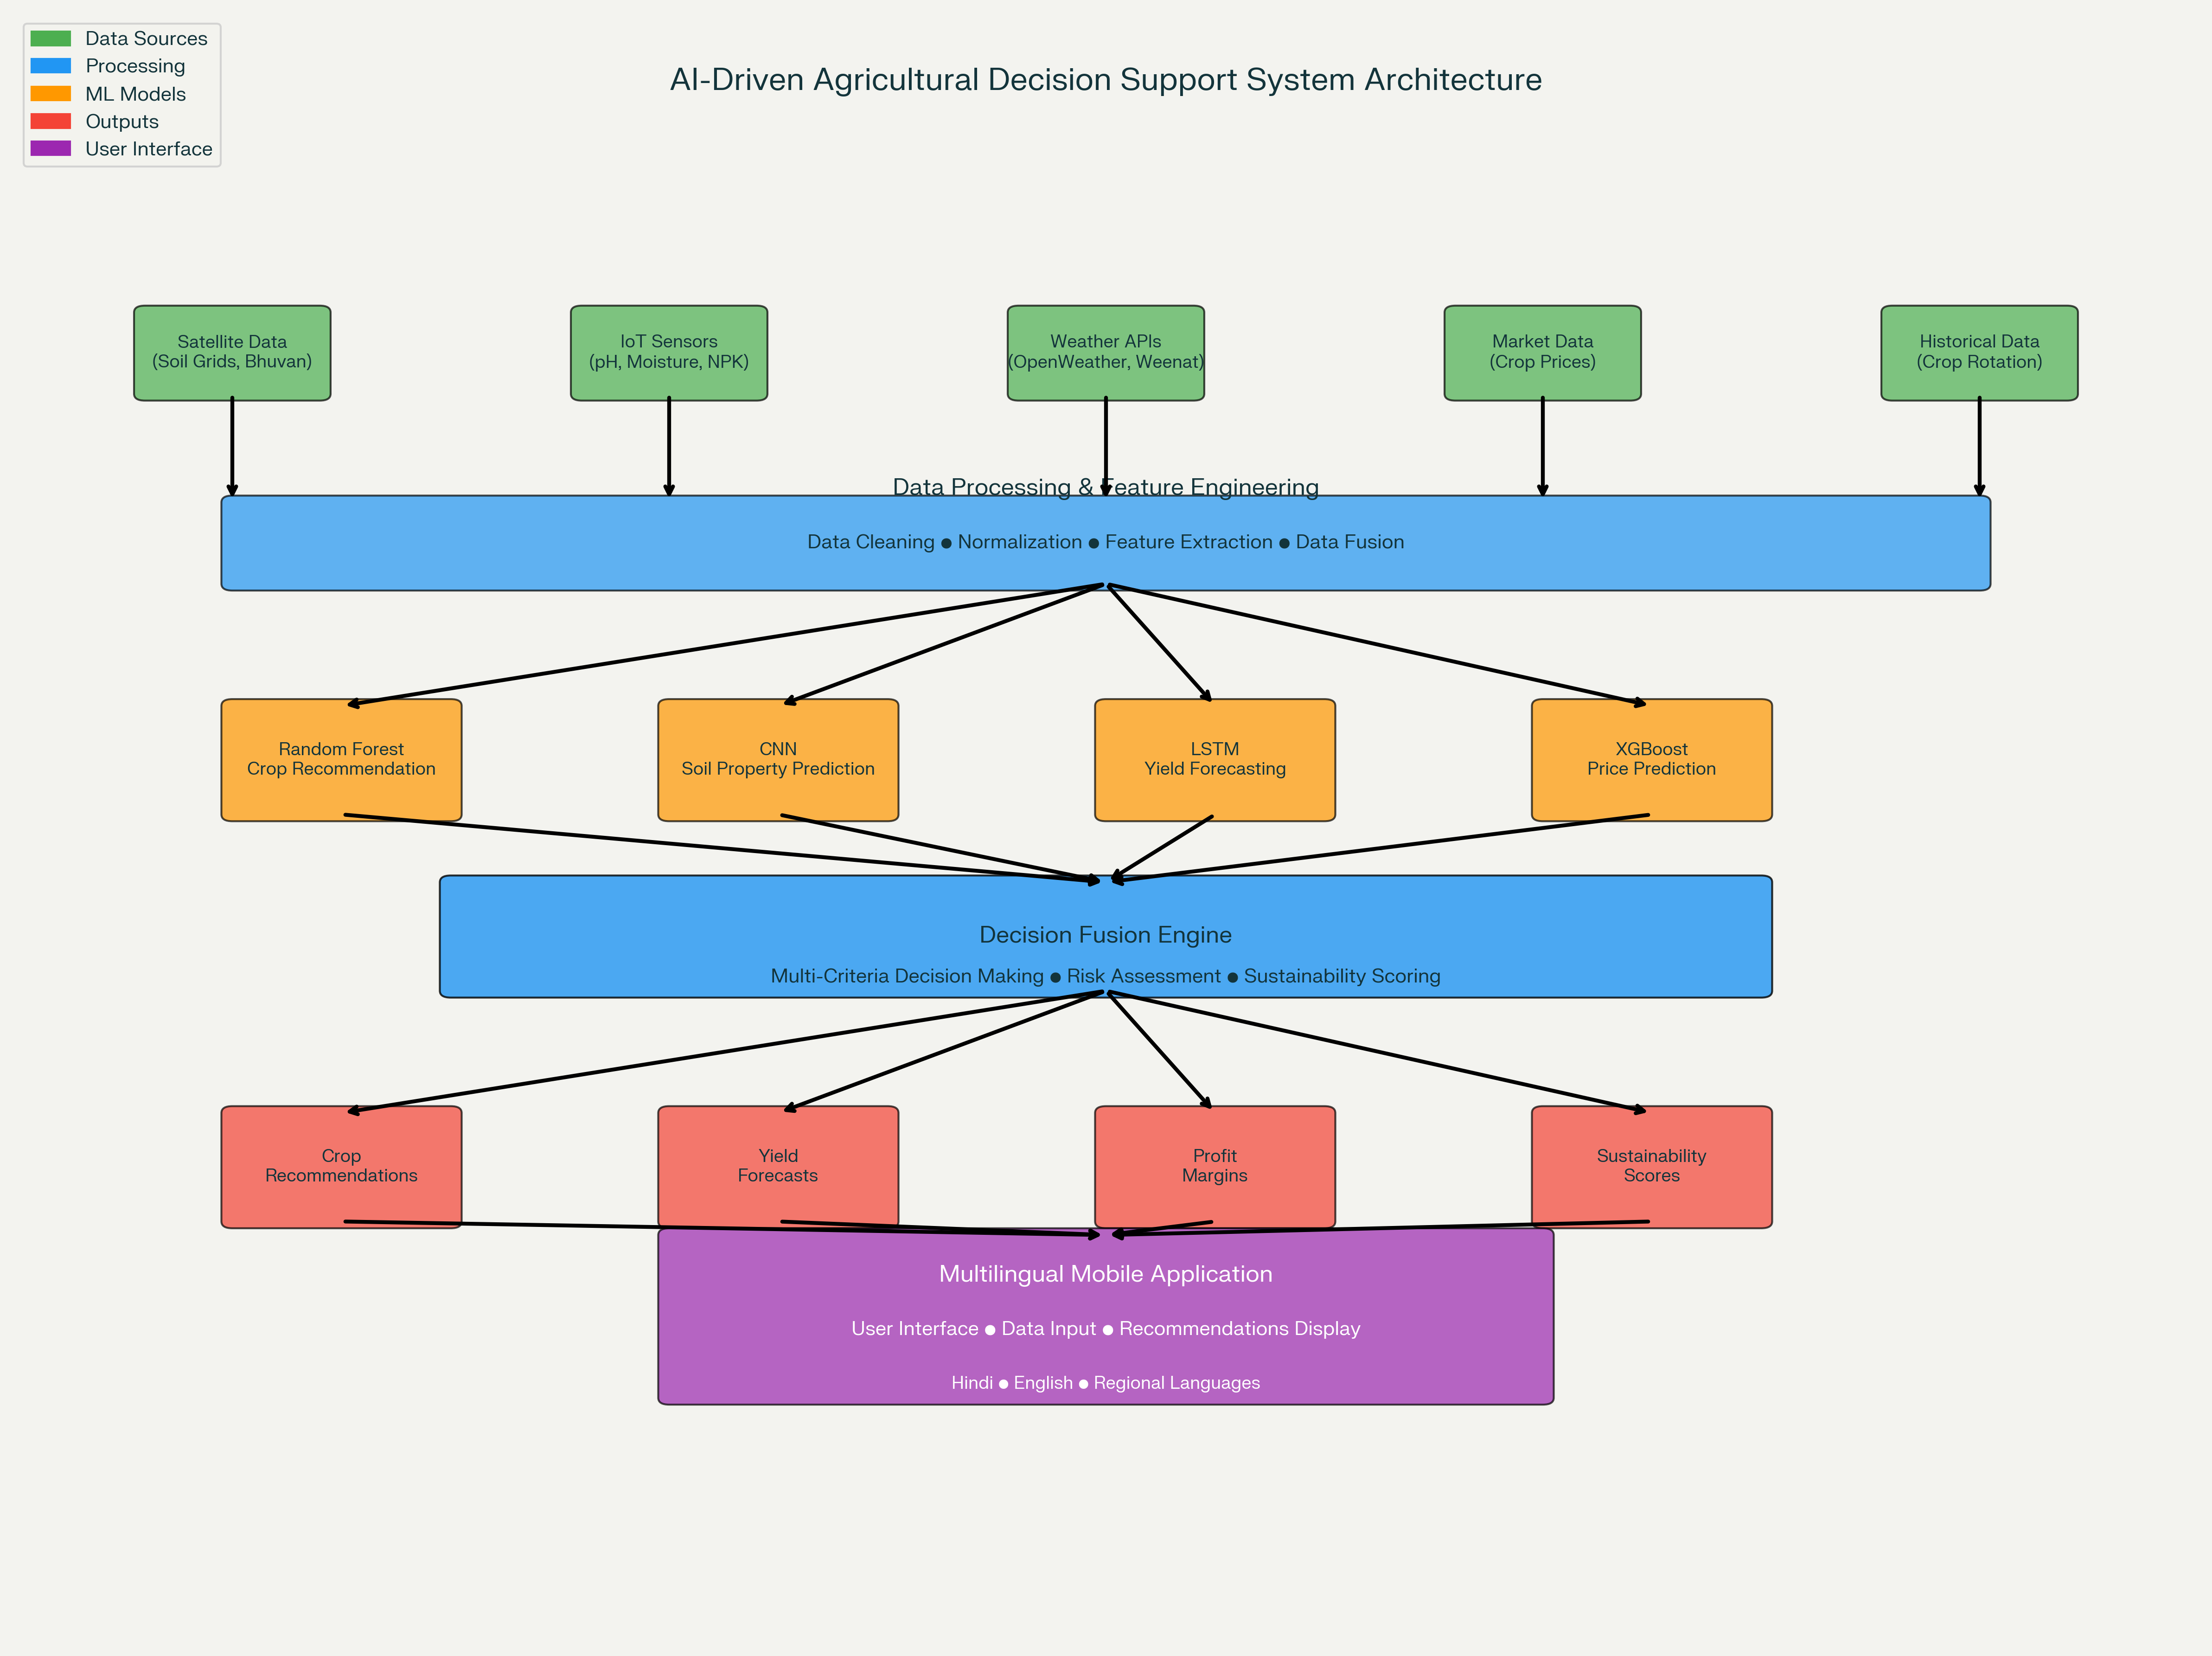 Data Sources
Processing
ML Models
Outputs
User Interface
AI-Driven Agricultural Decision Support System Architecture
Satellite Data
(Soil Grids, Bhuvan)
IoT Sensors
(pH, Moisture, NPK)
Weather APIs
(OpenWeather, Weenat)
Market Data
(Crop Prices)
Historical Data
(Crop Rotation)
Data Processing & Feature Engineering
Data Cleaning ● Normalization ● Feature Extraction ● Data Fusion
Random Forest
Crop Recommendation
CNN
Soil Property Prediction
LSTM
Yield Forecasting
XGBoost
Price Prediction
Decision Fusion Engine
Multi-Criteria Decision Making ● Risk Assessment ● Sustainability Scoring
Crop
Recommendations
Yield
Forecasts
Profit
Margins
Sustainability
Scores
Multilingual Mobile Application
User Interface ● Data Input ● Recommendations Display
Hindi ● English ● Regional Languages